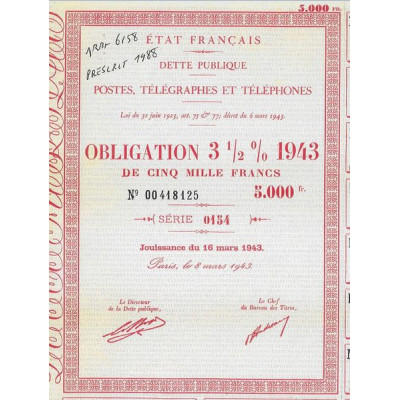 5.000 FR.
ARRt 6158
PRESCRIT 1988
ÉTAT FRANÇAIS
DETTE PUBLIQUE
POSTES, TÉLÉGRAPHES ET TÉLÉPHONES
Loi du 30 juin 1923, art. 75 & 77; décret du 6 mars 1943.
OBLIGATION 3 1/2 % 1943
DE CINQ MILLE FRANCS
Nº 00418125 5.000 fr.
SÉRIE 0154
Jouissance du 16 mars 1943.
Paris, le 8 mars 1943.
Le Directeur
de la Dette publique,
Le Chef
du Bureau des Titres,